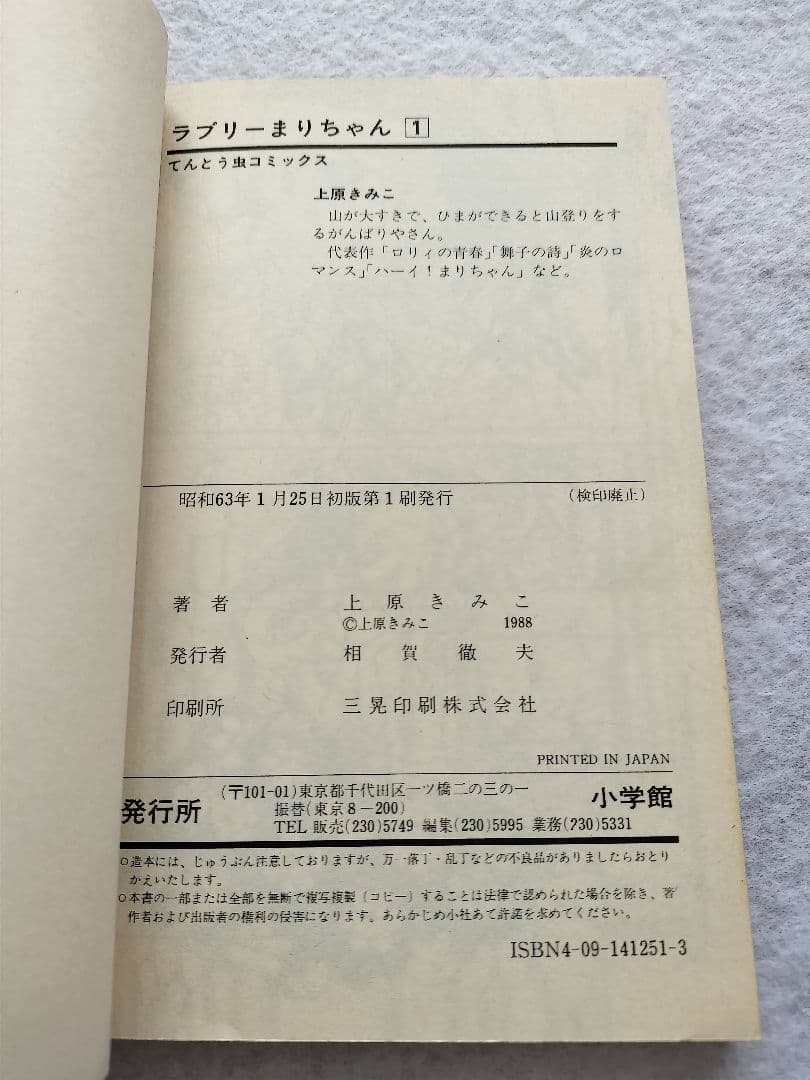 ラブリーまりちゃん 1
てんとう虫コミックス
上原きみこ
山が大すきで、ひまができると山登りをす
るがんばりやさん。
代表作「ロリィの青春」「舞子の詩」「炎のロ
マンス」「ハーイ!まりちゃん」など。
昭和63年1月25日初版第1刷発行 (検印廃止)
著者 上原きみこ
©上原きみこ 1988
発行者 相賀徹夫
印刷所 三晃印刷株式会社
PRINTED IN JAPAN
発行所 (〒101-01)東京都千代田区一ツ橋二の三の一 小学館
振替(東京8-200)
TEL 販売(230)5749 編集(230)5995 業務(230)5331
○造本には、じゅうぶん注意しておりますが、万一落丁・乱丁などの不良品がありましたらおとり
かえいたします。
○本書の一部または全部を無断で複写複製(コピー)することは法律で認められた場合を除き、著
作者および出版者の権利の侵害になります。あらかじめ小社あて許諾を求めてください。
ISBN4-09-141251-3